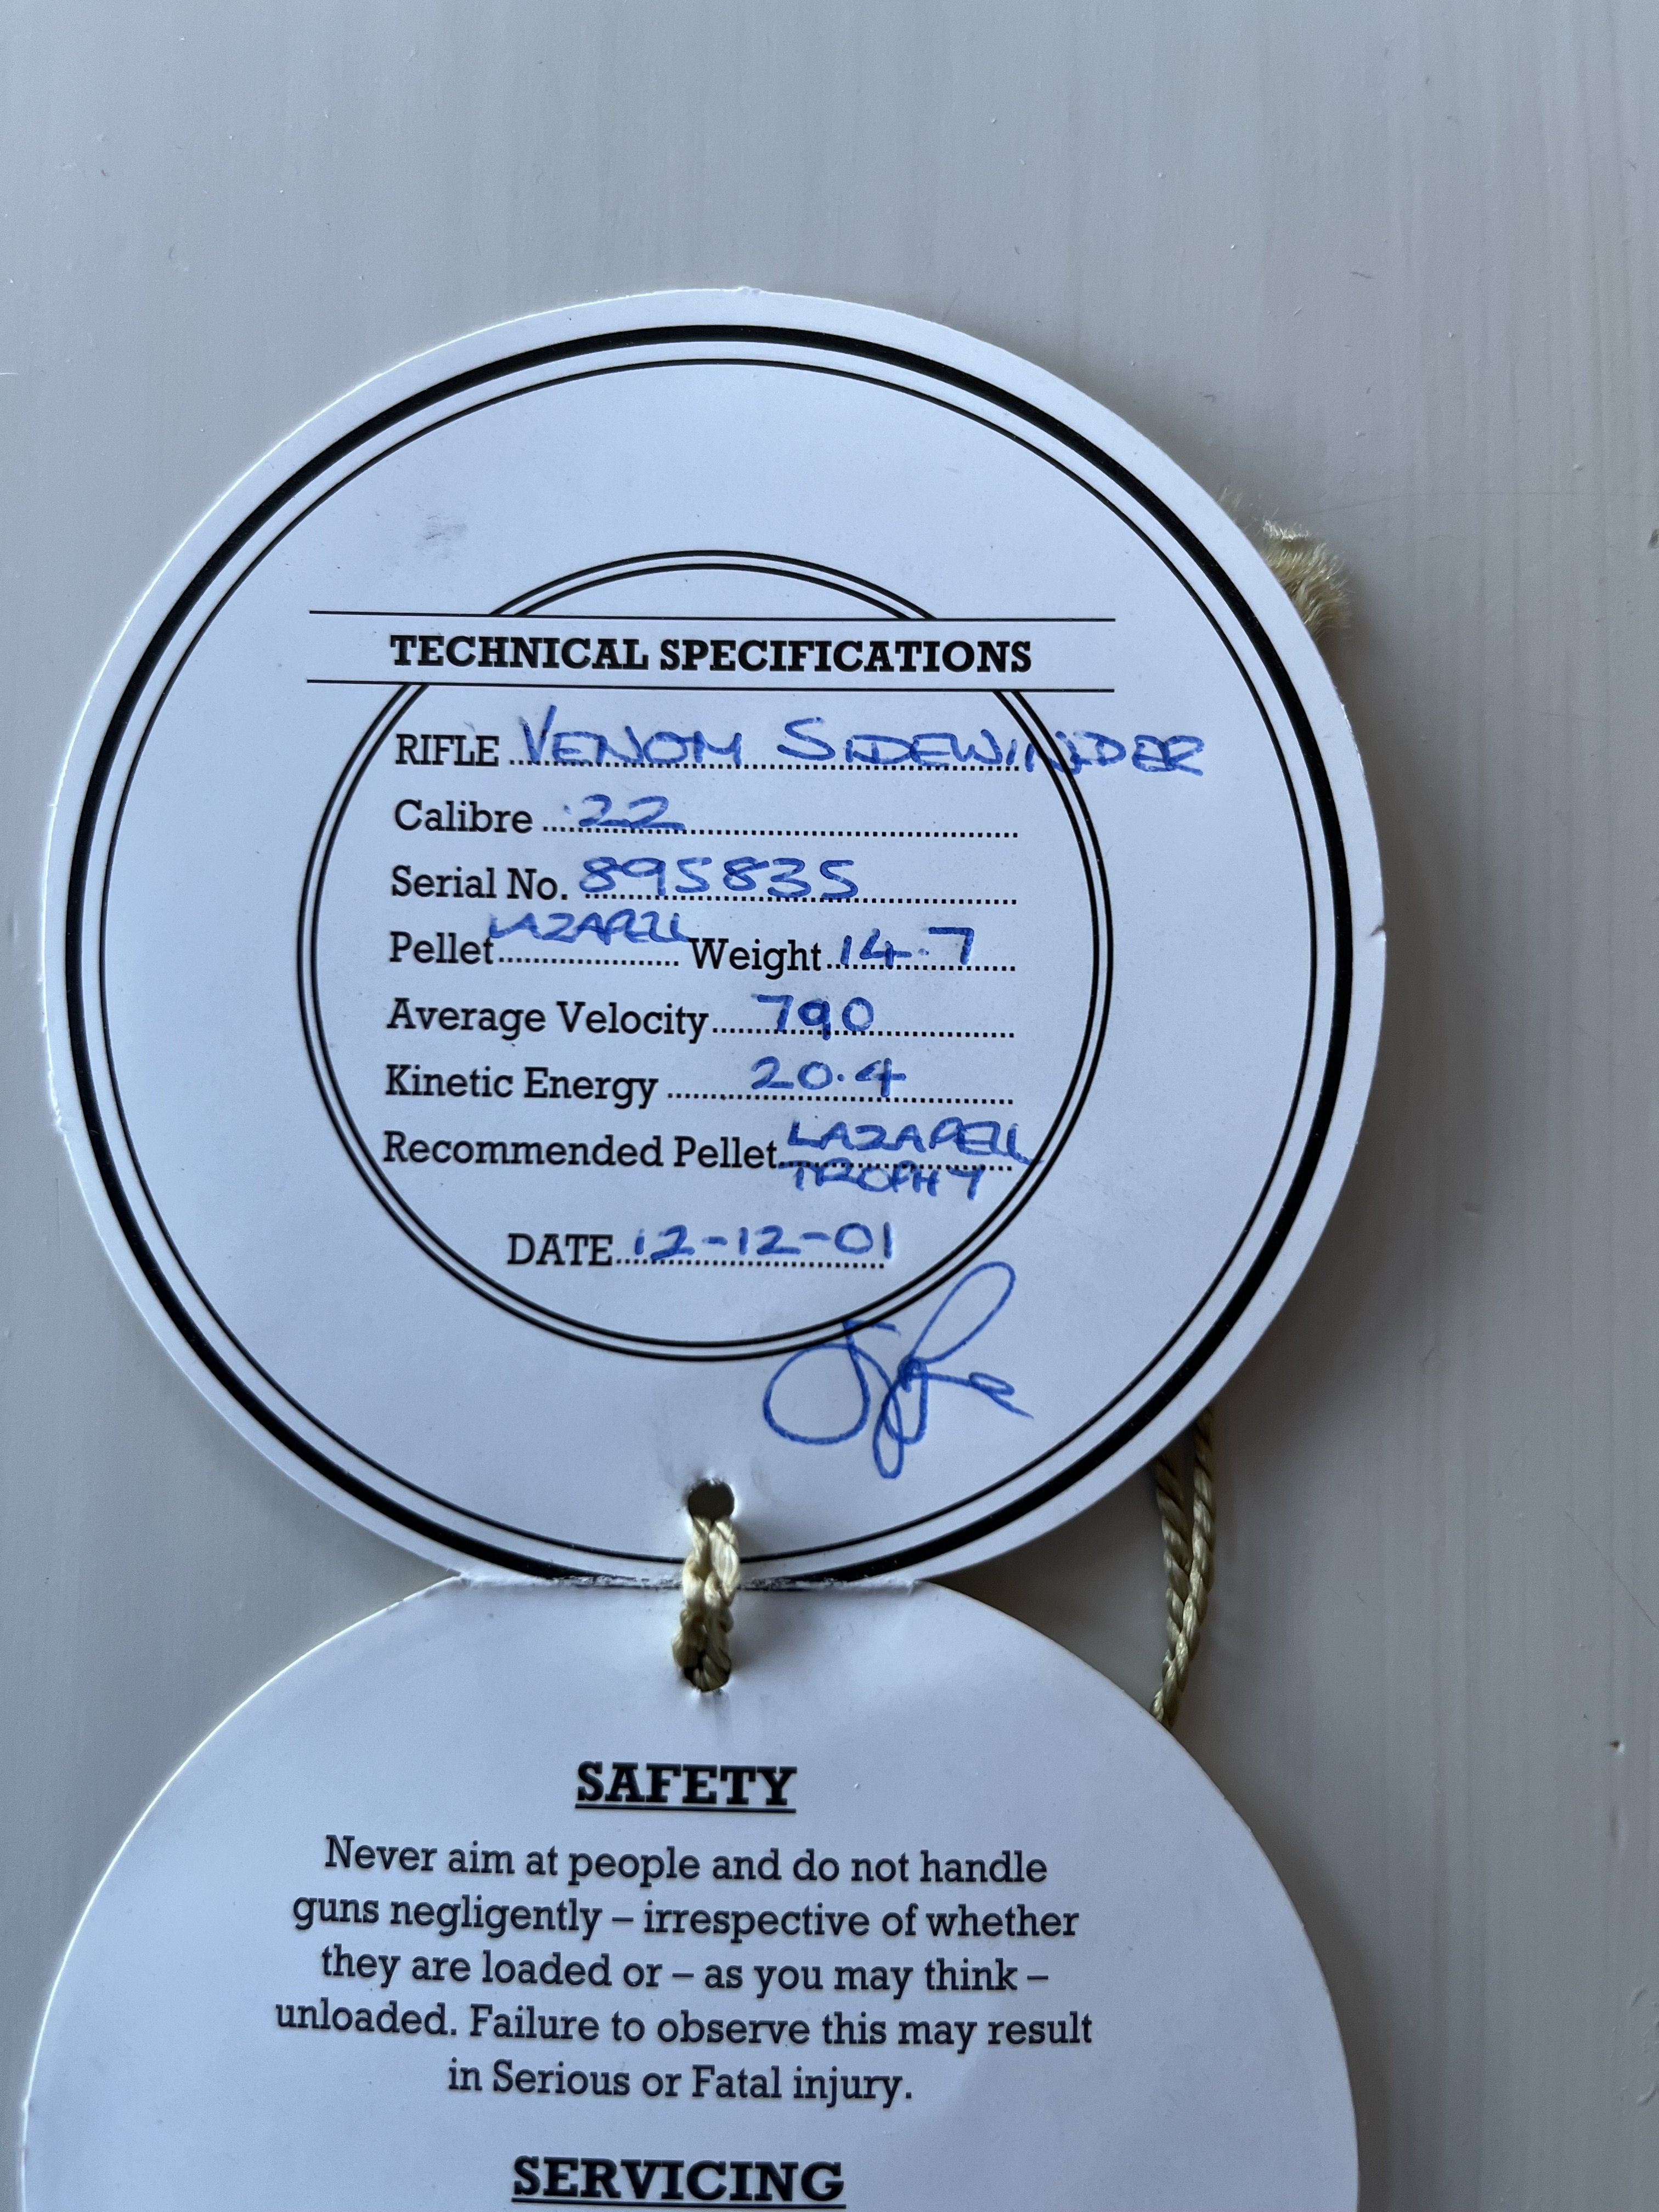 TECHNICAL SPECIFICATIONS
RIFLE VENOM SIDEWINDER
Calibre .22
Serial No. 895835
Pellet LAZAPELL Weight 14.7
Average Velocity 790
Kinetic Energy 20.4
Recommended Pellet LAZAPELL
TROPHY
DATE 12-12-01
SAFETY
Never aim at people and do not handle
guns negligently – irrespective of whether
they are loaded or – as you may think –
unloaded. Failure to observe this may result
in Serious or Fatal injury.
SERVICING